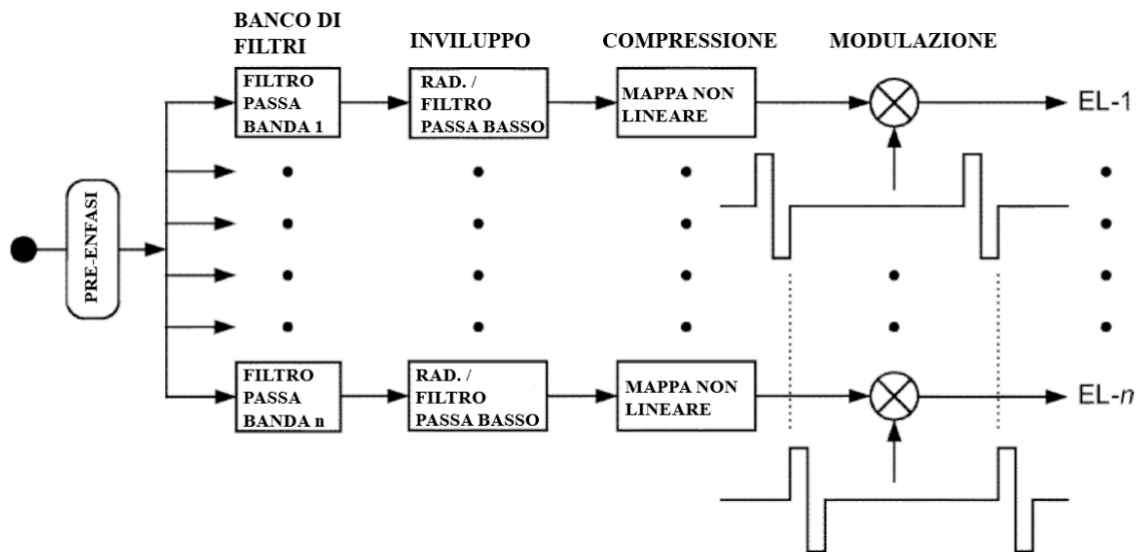 BANCO DI
FILTRI
INVILUPPO
COMPRESSIONE
MODULAZIONE
PRE-ENFASI
FILTRO
PASSA
BANDA 1
RAD. /
FILTRO
PASSA BASSO
MAPPA NON
LINEARE
EL-1
FILTRO
PASSA
BANDA n
RAD. /
FILTRO
PASSA BASSO
MAPPA NON
LINEARE
EL-n